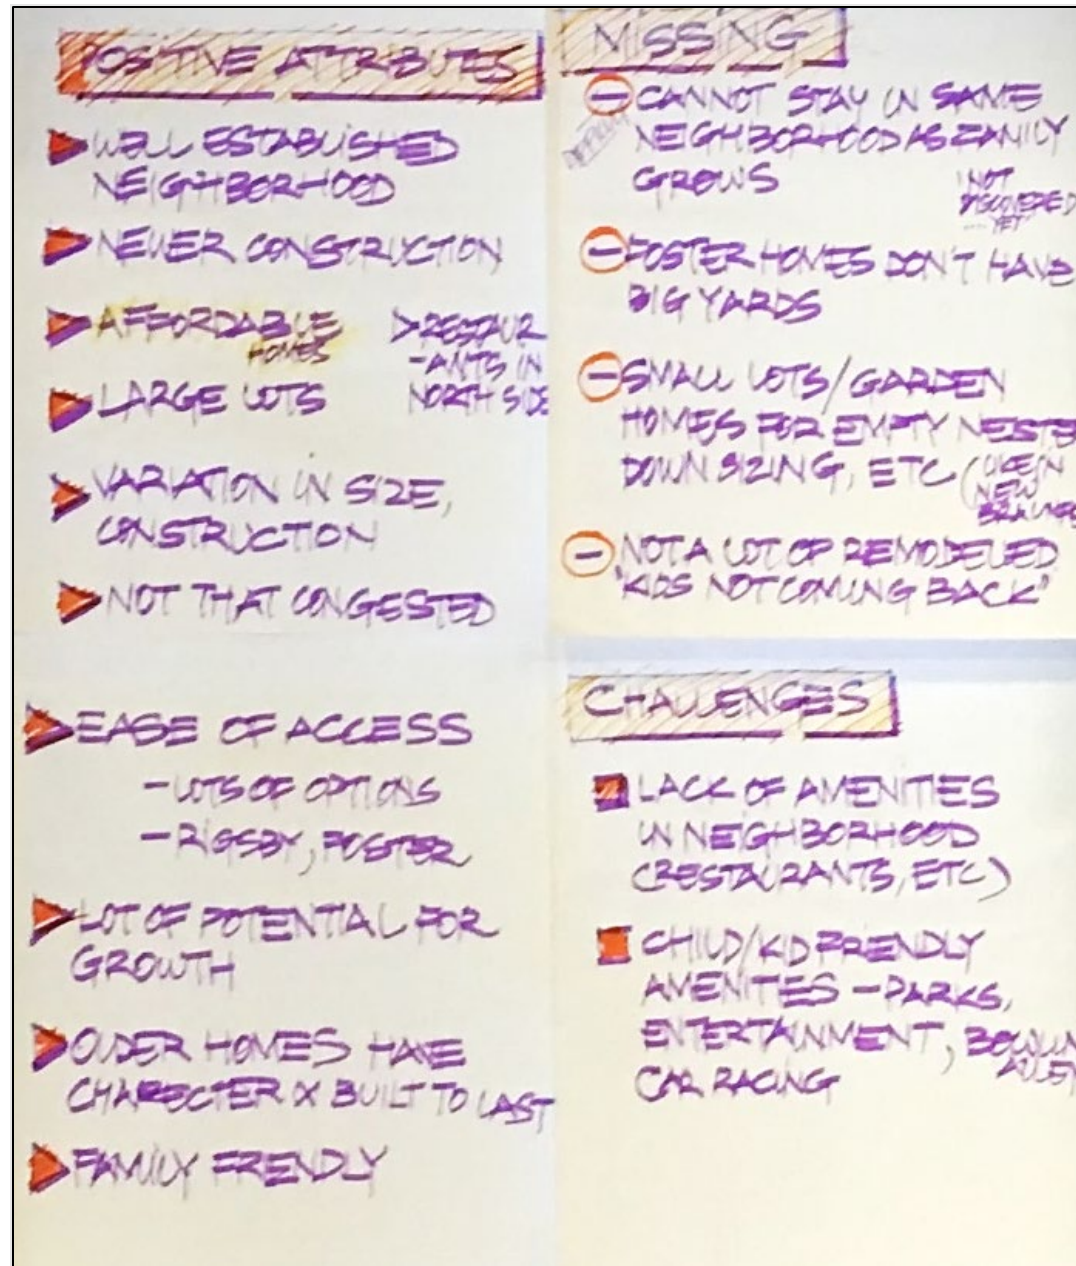 POSITIVE ATTRIBUTES
WELL ESTABLISHED
NEIGHBORHOOD
NEWER CONSTRUCTION
AFFORDABLE
HOMES
>RESTAUR
-ANTS IN
NORTH SIDE
LARGE LOTS
VARIATION IN SIZE,
CONSTRUCTION
NOT THAT CONGESTED
EASE OF ACCESS
- LOTS OF OPTIONS
- RIGSBY, FOSTER
LOT OF POTENTIAL FOR
GROWTH
OLDER HOMES HAVE
CHARECTER & BUILT TO LAST
FAMILY FRIENDLY
MISSING
CANNOT STAY IN SAME
NEIGHBORHOOD AS FAMILY
GROWS
NOT
DISCOVERED
... YET
FOSTER HOMES DON'T HAVE
BIG YARDS
SMALL LOTS/GARDEN
HOMES FOR EMPTY NESTE
DOWN SIZING, ETC (LIKE IN
NEW
BRAUNFE
NOT A LOT OF REMODELED
"KIDS NOT COMING BACK"
CHALLENGES
LACK OF AMENITIES
IN NEIGHBORHOOD
(RESTAURANTS, ETC)
CHILD/KID FRIENDLY
AMENITIES - PARKS,
ENTERTAINMENT, BOWLIN
ALLEY
CAR RACING